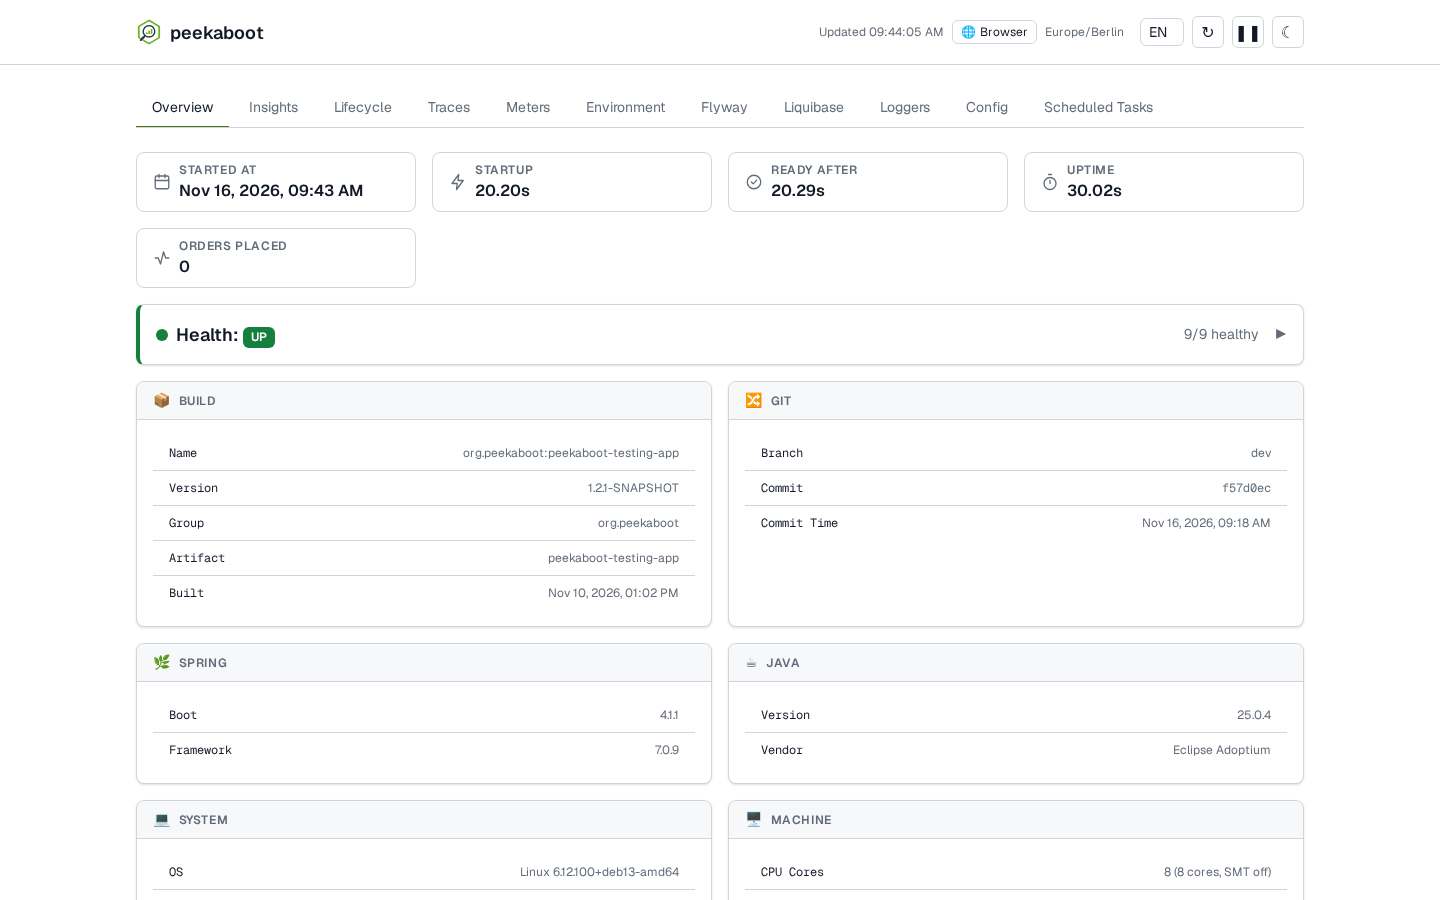 peekaboot
Updated 09:44:05 AM
🌐 Browser
Europe/Berlin
EN
Overview
Insights
Lifecycle
Traces
Meters
Environment
Flyway
Liquibase
Loggers
Config
Scheduled Tasks
STARTED AT
Nov 16, 2026, 09:43 AM
STARTUP
20.20s
READY AFTER
20.29s
UPTIME
30.02s
ORDERS PLACED
0
Health: UP
9/9 healthy
BUILD
Name org.peekaboot:peekaboot-testing-app
Version 1.2.1-SNAPSHOT
Group org.peekaboot
Artifact peekaboot-testing-app
Built Nov 10, 2026, 01:02 PM
GIT
Branch dev
Commit f57d0ec
Commit Time Nov 16, 2026, 09:18 AM
SPRING
Boot 4.1.1
Framework 7.0.9
JAVA
Version 25.0.4
Vendor Eclipse Adoptium
SYSTEM
OS Linux 6.12.100+deb13-amd64
MACHINE
CPU Cores 8 (8 cores, SMT off)